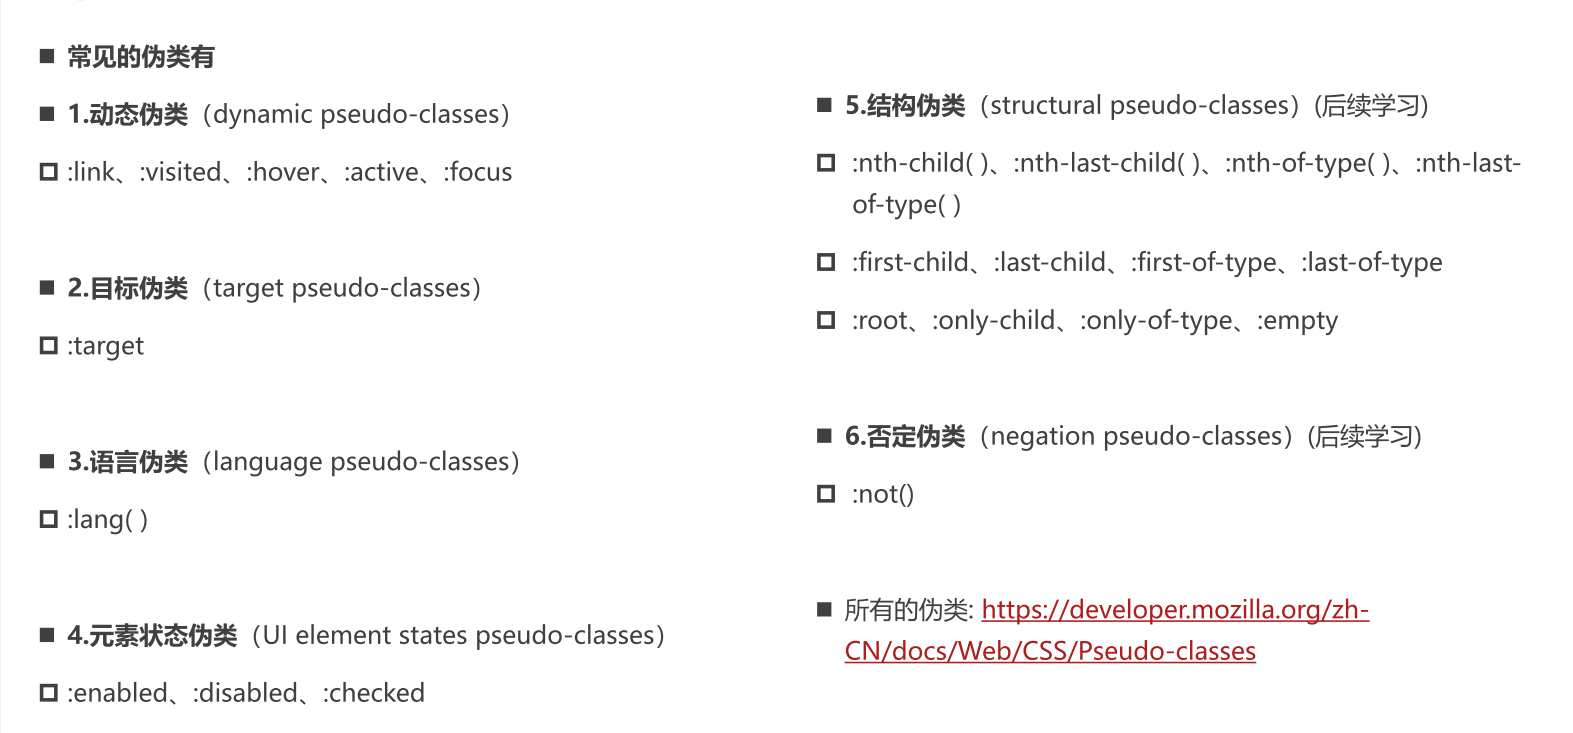 常见的伪类有
1.动态伪类（dynamic pseudo-classes）
:link、:visited、:hover、:active、:focus
2.目标伪类（target pseudo-classes）
:target
3.语言伪类（language pseudo-classes）
:lang( )
4.元素状态伪类（UI element states pseudo-classes）
:enabled、:disabled、:checked
5.结构伪类（structural pseudo-classes）(后续学习)
:nth-child( )、:nth-last-child( )、:nth-of-type( )、:nth-last-
of-type( )
:first-child、:last-child、:first-of-type、:last-of-type
:root、:only-child、:only-of-type、:empty
6.否定伪类（negation pseudo-classes）(后续学习)
:not()
所有的伪类: https://developer.mozilla.org/zh-
CN/docs/Web/CSS/Pseudo-classes